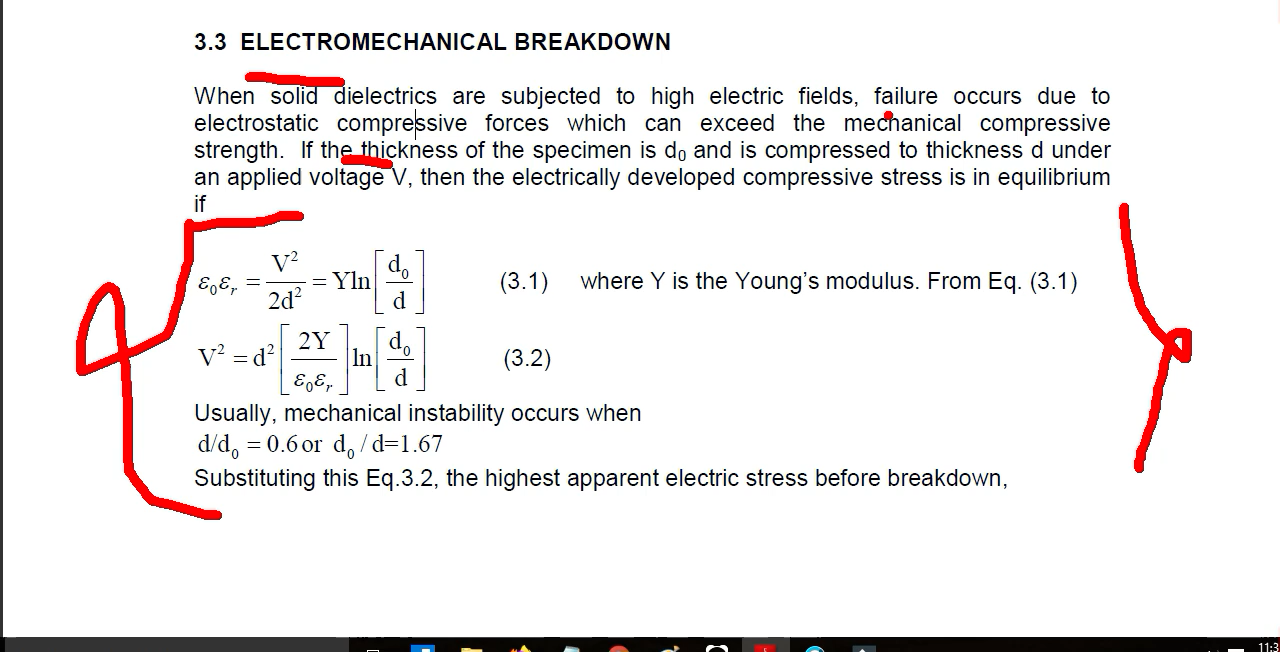 3.3 ELECTROMECHANICAL BREAKDOWN
When solid dielectrics are subjected to high electric fields, failure occurs due to
electrostatic compressive forces which can exceed the mechanical compressive
strength. If the thickness of the specimen is d₀ and is compressed to thickness d under
an applied voltage V, then the electrically developed compressive stress is in equilibrium
if
ε₀εᵣ = V²/2d² = Yln[d₀/d] (3.1) where Y is the Young's modulus. From Eq. (3.1)
V² = d²[2Y/ε₀εᵣ]ln[d₀/d] (3.2)
Usually, mechanical instability occurs when
d/d₀ = 0.6 or d₀/d=1.67
Substituting this Eq.3.2, the highest apparent electric stress before breakdown,